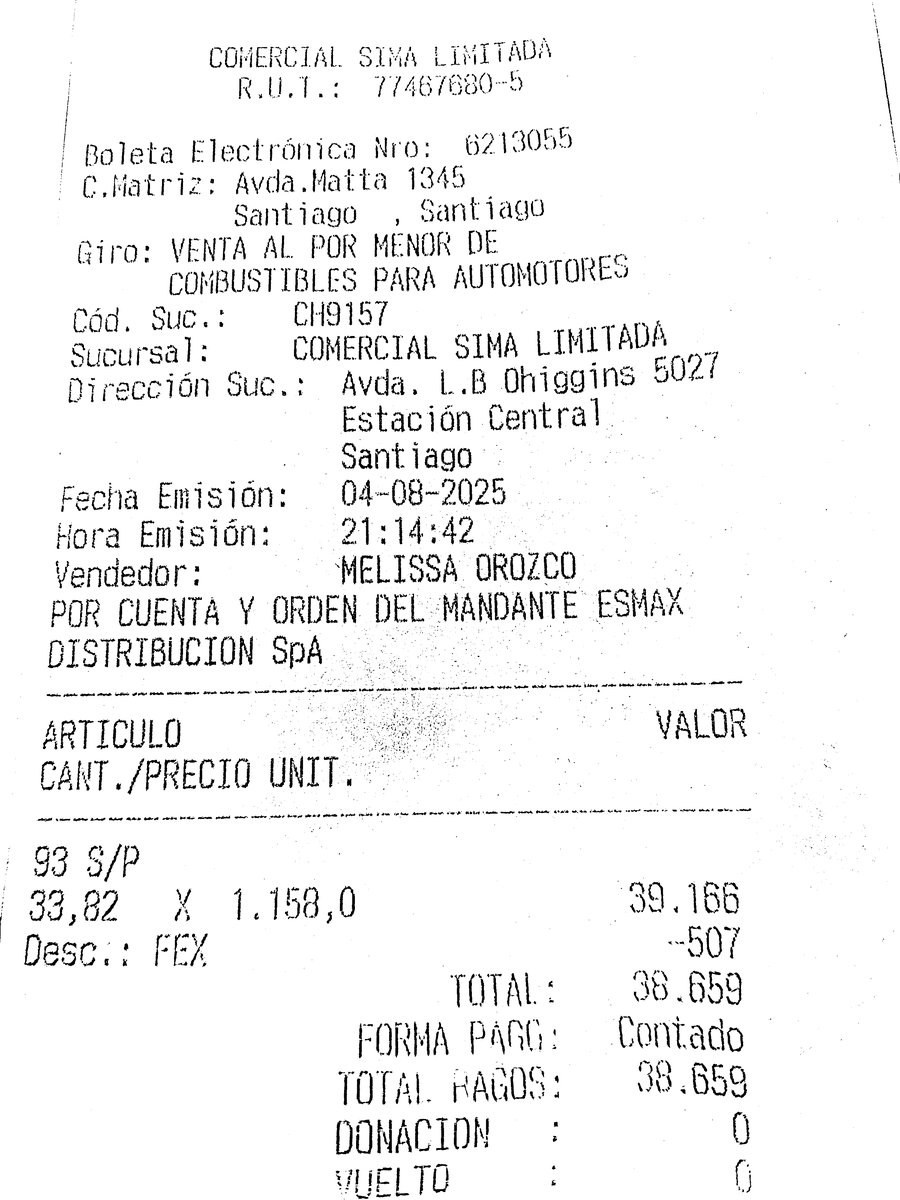 COMERCIAL SIMA LIMITADA
R.U.T.: 77467680-5
Boleta Electrónica Nro: 6213055
C.Matriz: Avda.Matta 1345
Santiago , Santiago
Giro: VENTA AL POR MENOR DE
COMBUSTIBLES PARA AUTOMOTORES
Cód. Suc.: CH9157
Sucursal: COMERCIAL SIMA LIMITADA
Dirección Suc.: Avda. L.B Ohiggins 5027
Estación Central
Santiago
Fecha Emisión: 04-08-2025
Hora Emisión: 21:14:42
Vendedor: MELISSA OROZCO
POR CUENTA Y ORDEN DEL MANDANTE ESMAX
DISTRIBUCION SpA
ARTICULO VALOR
CANT./PRECIO UNIT.
93 S/P
33,82 X 1.158,0 39.166
Desc.: FEX -507
TOTAL: 38.659
FORMA PAGO: Contado
TOTAL PAGOS: 38.659
DONACION : 0
VUELTO : 0